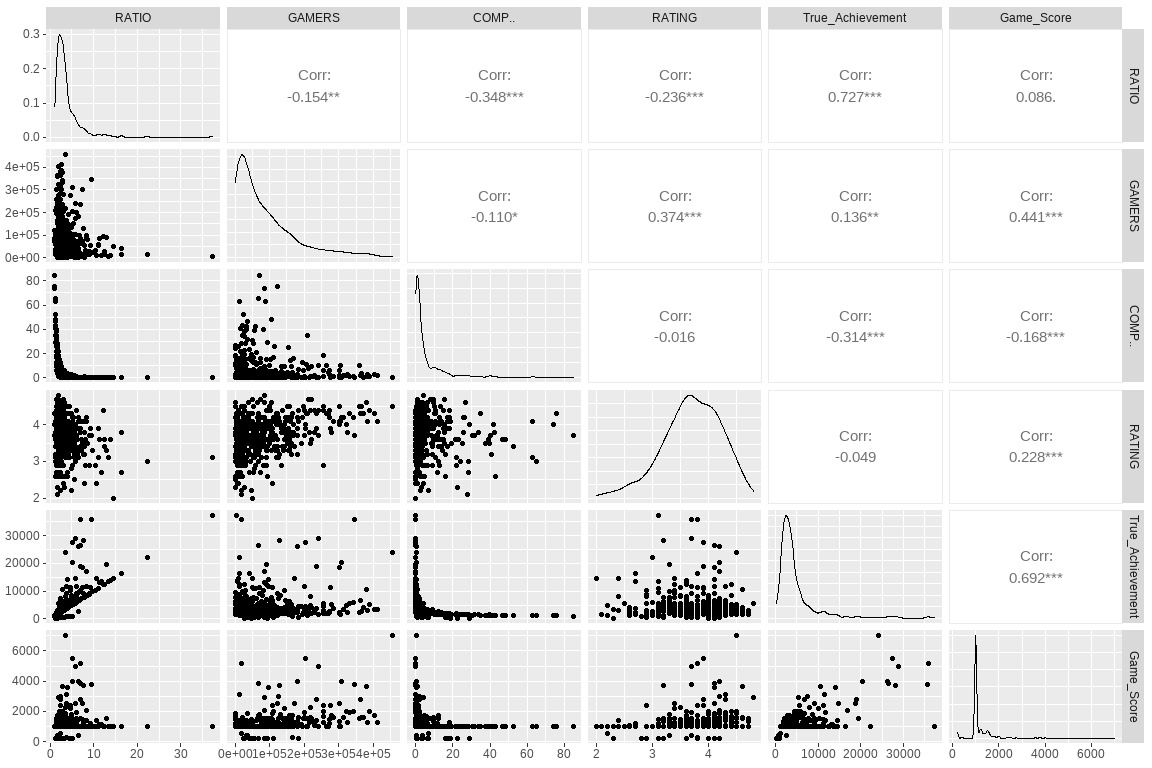 RATIO GAMERS COMP.. RATING True_Achievement Game_Score
0.3
0.2
0.1
0.0
Corr:
-0.154**
Corr:
-0.348***
Corr:
-0.236***
Corr:
0.727***
Corr:
0.086.
RATIO
4e+05
3e+05
2e+05
1e+05
0e+00
Corr:
-0.110*
Corr:
0.374***
Corr:
0.136**
Corr:
0.441***
GAMERS
80
60
40
20
0
Corr:
-0.016
Corr:
-0.314***
Corr:
-0.168***
COMP..
4
3
2
Corr:
-0.049
Corr:
0.228***
RATING
30000
20000
10000
0
Corr:
0.692***
True_Achievement
6000
4000
2000
0
Game_Score
0 10 20 30 0e+001e+052e+053e+054e+05 0 20 40 60 80 2 3 4 0 10000 20000 30000 0 2000 4000 6000